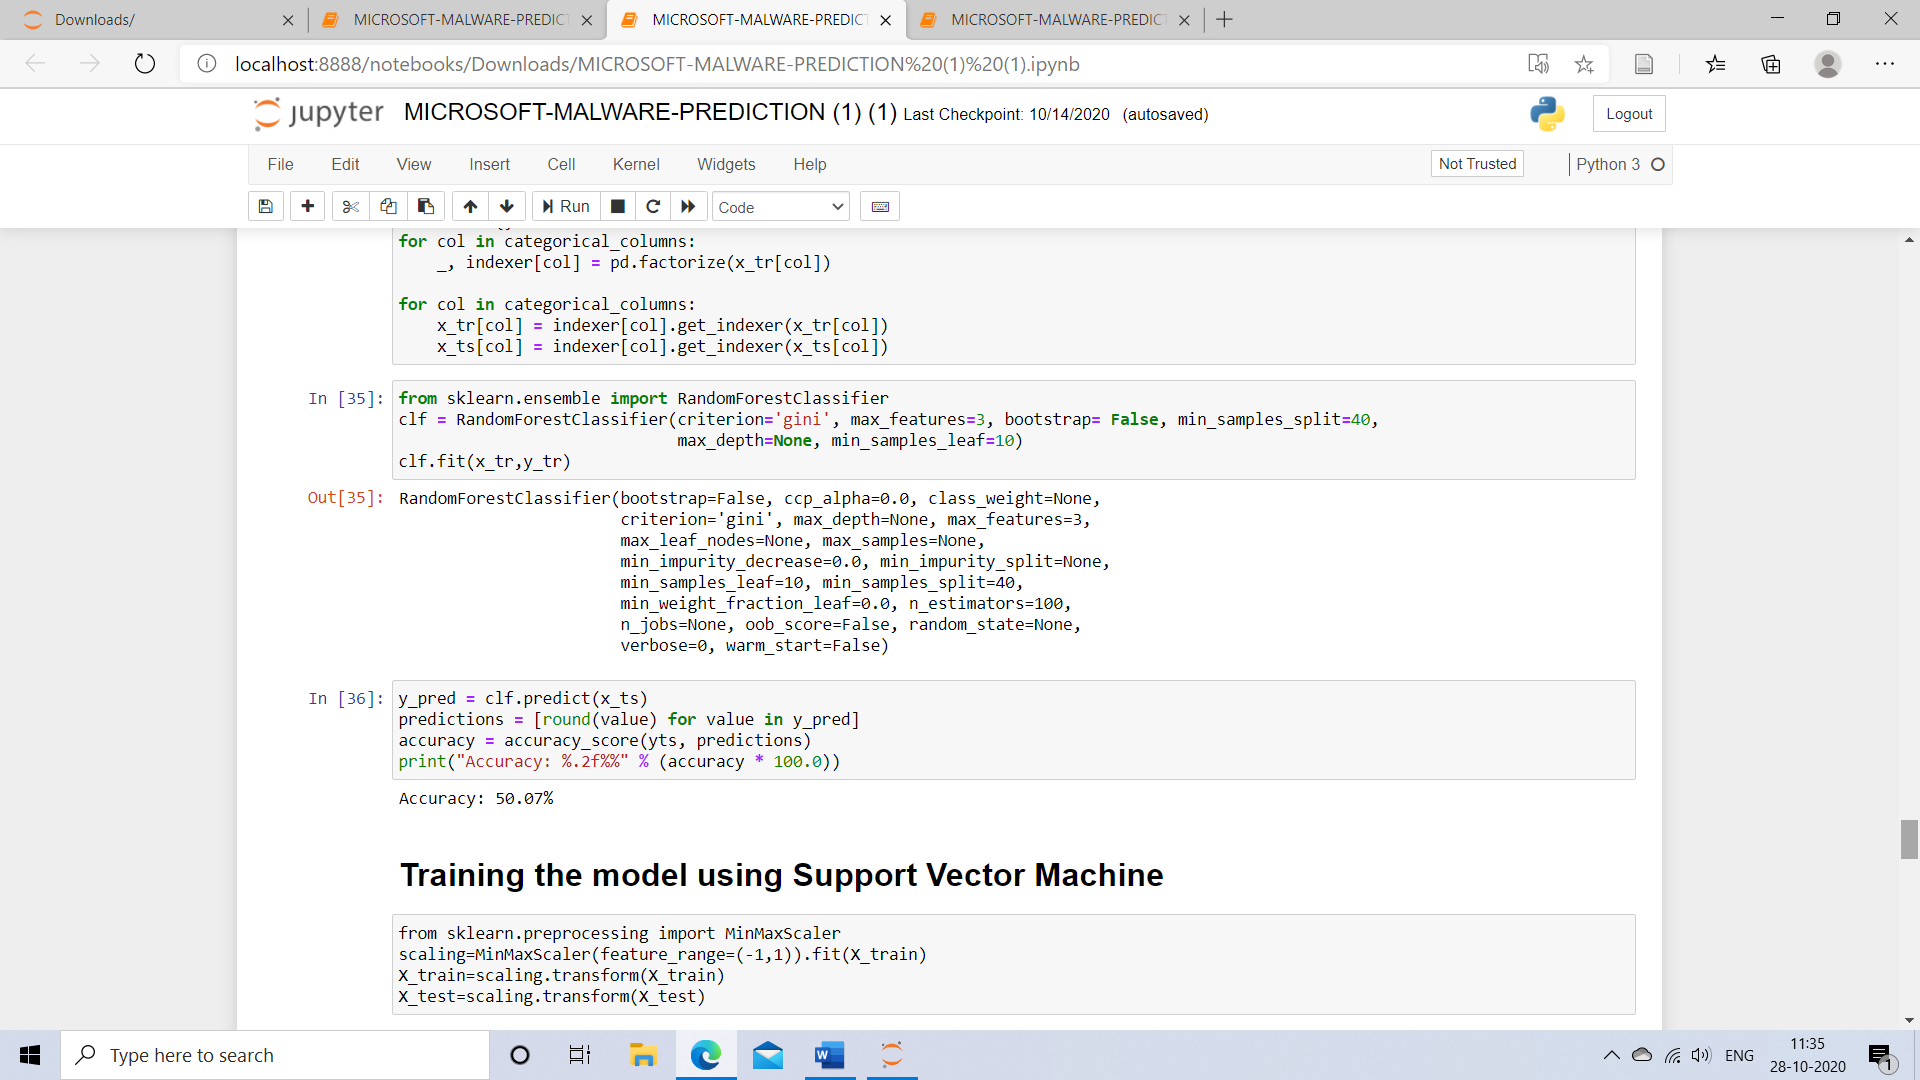 Downloads/
MICROSOFT-MALWARE-PREDICT
MICROSOFT-MALWARE-PREDICT
MICROSOFT-MALWARE-PREDICT
localhost:8888/notebooks/Downloads/MICROSOFT-MALWARE-PREDICTION%20(1)%20(1).ipynb
jupyter MICROSOFT-MALWARE-PREDICTION (1) (1) Last Checkpoint: 10/14/2020 (autosaved)
Logout
File Edit View Insert Cell Kernel Widgets Help
Not Trusted
Python 3
Run
Code
for col in categorical_columns:
    _, indexer[col] = pd.factorize(x_tr[col])
for col in categorical_columns:
    x_tr[col] = indexer[col].get_indexer(x_tr[col])
    x_ts[col] = indexer[col].get_indexer(x_ts[col])
In [35]: from sklearn.ensemble import RandomForestClassifier
clf = RandomForestClassifier(criterion='gini', max_features=3, bootstrap= False, min_samples_split=40,
                             max_depth=None, min_samples_leaf=10)
clf.fit(x_tr,y_tr)
Out[35]: RandomForestClassifier(bootstrap=False, ccp_alpha=0.0, class_weight=None,
                       criterion='gini', max_depth=None, max_features=3,
                       max_leaf_nodes=None, max_samples=None,
                       min_impurity_decrease=0.0, min_impurity_split=None,
                       min_samples_leaf=10, min_samples_split=40,
                       min_weight_fraction_leaf=0.0, n_estimators=100,
                       n_jobs=None, oob_score=False, random_state=None,
                       verbose=0, warm_start=False)
In [36]: y_pred = clf.predict(x_ts)
predictions = [round(value) for value in y_pred]
accuracy = accuracy_score(yts, predictions)
print("Accuracy: %.2f%%" % (accuracy * 100.0))
Accuracy: 50.07%
Training the model using Support Vector Machine
from sklearn.preprocessing import MinMaxScaler
scaling=MinMaxScaler(feature_range=(-1,1)).fit(X_train)
X_train=scaling.transform(X_train)
X_test=scaling.transform(X_test)
Type here to search
W
ENG
11:35
28-10-2020
1